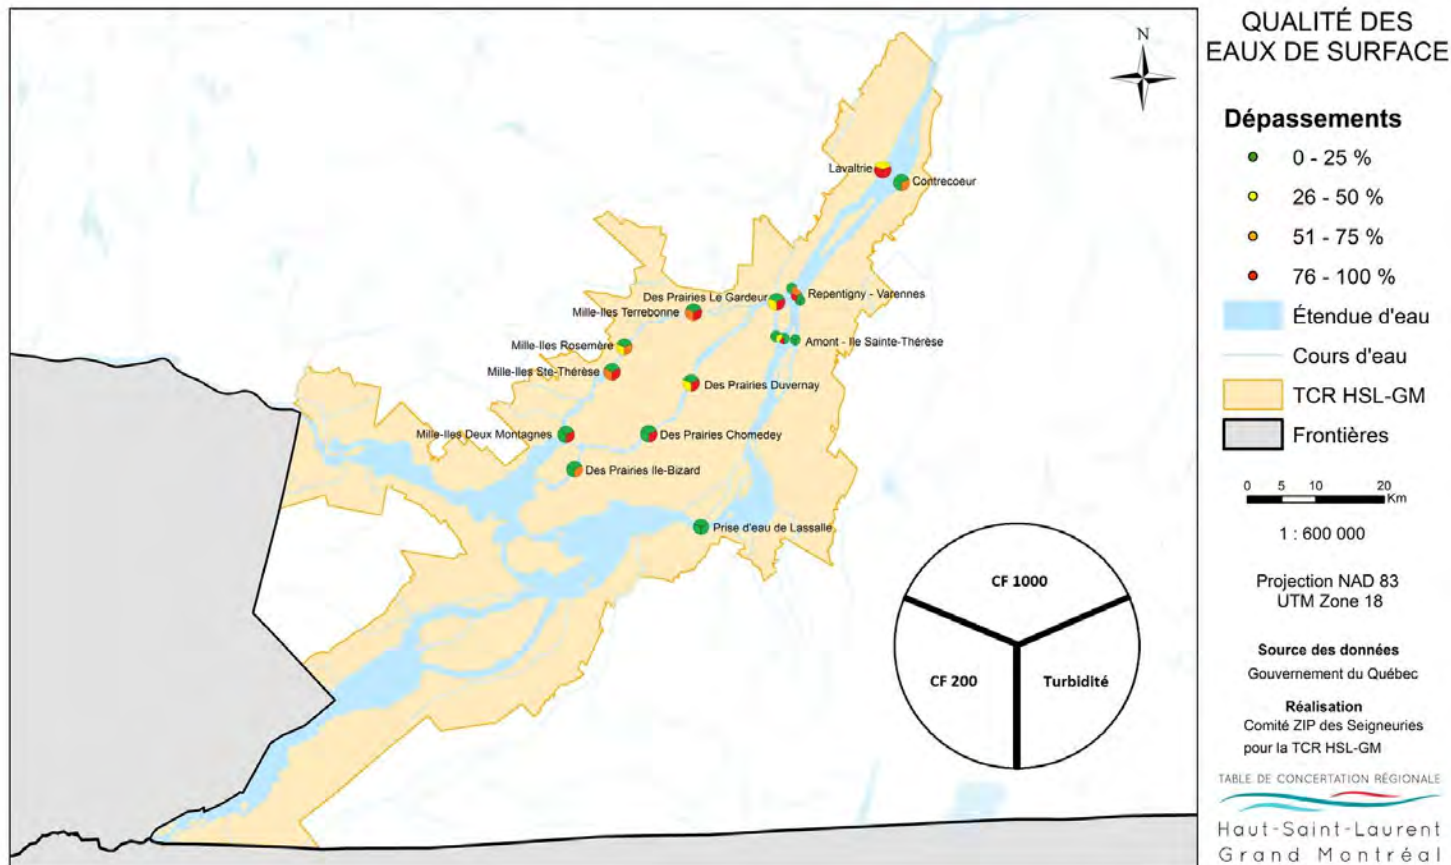 QUALITÉ DES
EAUX DE SURFACE
N
Dépassements
0 - 25 %
26 - 50 %
51 - 75 %
76 - 100 %
Étendue d'eau
Cours d'eau
TCR HSL-GM
Frontières
0 5 10 20
Km
1 : 600 000
Projection NAD 83
UTM Zone 18
Source des données
Gouvernement du Québec
Réalisation
Comité ZIP des Seigneuries
pour la TCR HSL-GM
TABLE DE CONCERTATION RÉGIONALE
Haut-Saint-Laurent
Grand Montréal
Lavaltrie
Contrecoeur
Des Prairies Le Gardeur
Repentigny - Varennes
Mille-Iles Terrebonne
Amont - Ile Sainte-Thérèse
Mille-Iles Rosemère
Mille-Iles Ste-Thérèse
Des Prairies Duvernay
Mille-Iles Deux Montagnes
Des Prairies Chomedey
Des Prairies Ile-Bizard
Prise d'eau de Lassalle
CF 1000
CF 200
Turbidité